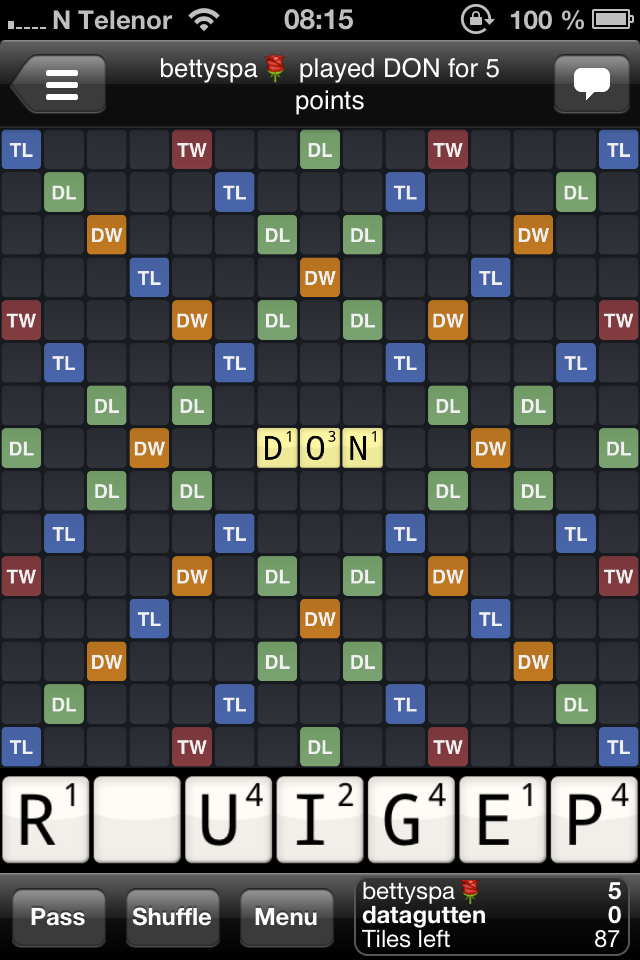 N Telenor 08:15 100 %
bettyspa🌹 played DON for 5
points
TL TW DL TW TL
DL TL TL DL
DW DL DL DW
TL DW TL
TW DW DL DL DW TW
TL TL TL TL
DL DL DL DL
DL DW D1 O3 N1 DW DL
DL DL DL DL
TL TL TL TL
TW DW DL DL DW TW
TL DW TL
DW DL DL DW
DL TL TL DL
TL TW DL TW TL
R1 U4 I2 G4 E1 P4
Pass Shuffle Menu
bettyspa🌹 5
datagutten 0
Tiles left 87